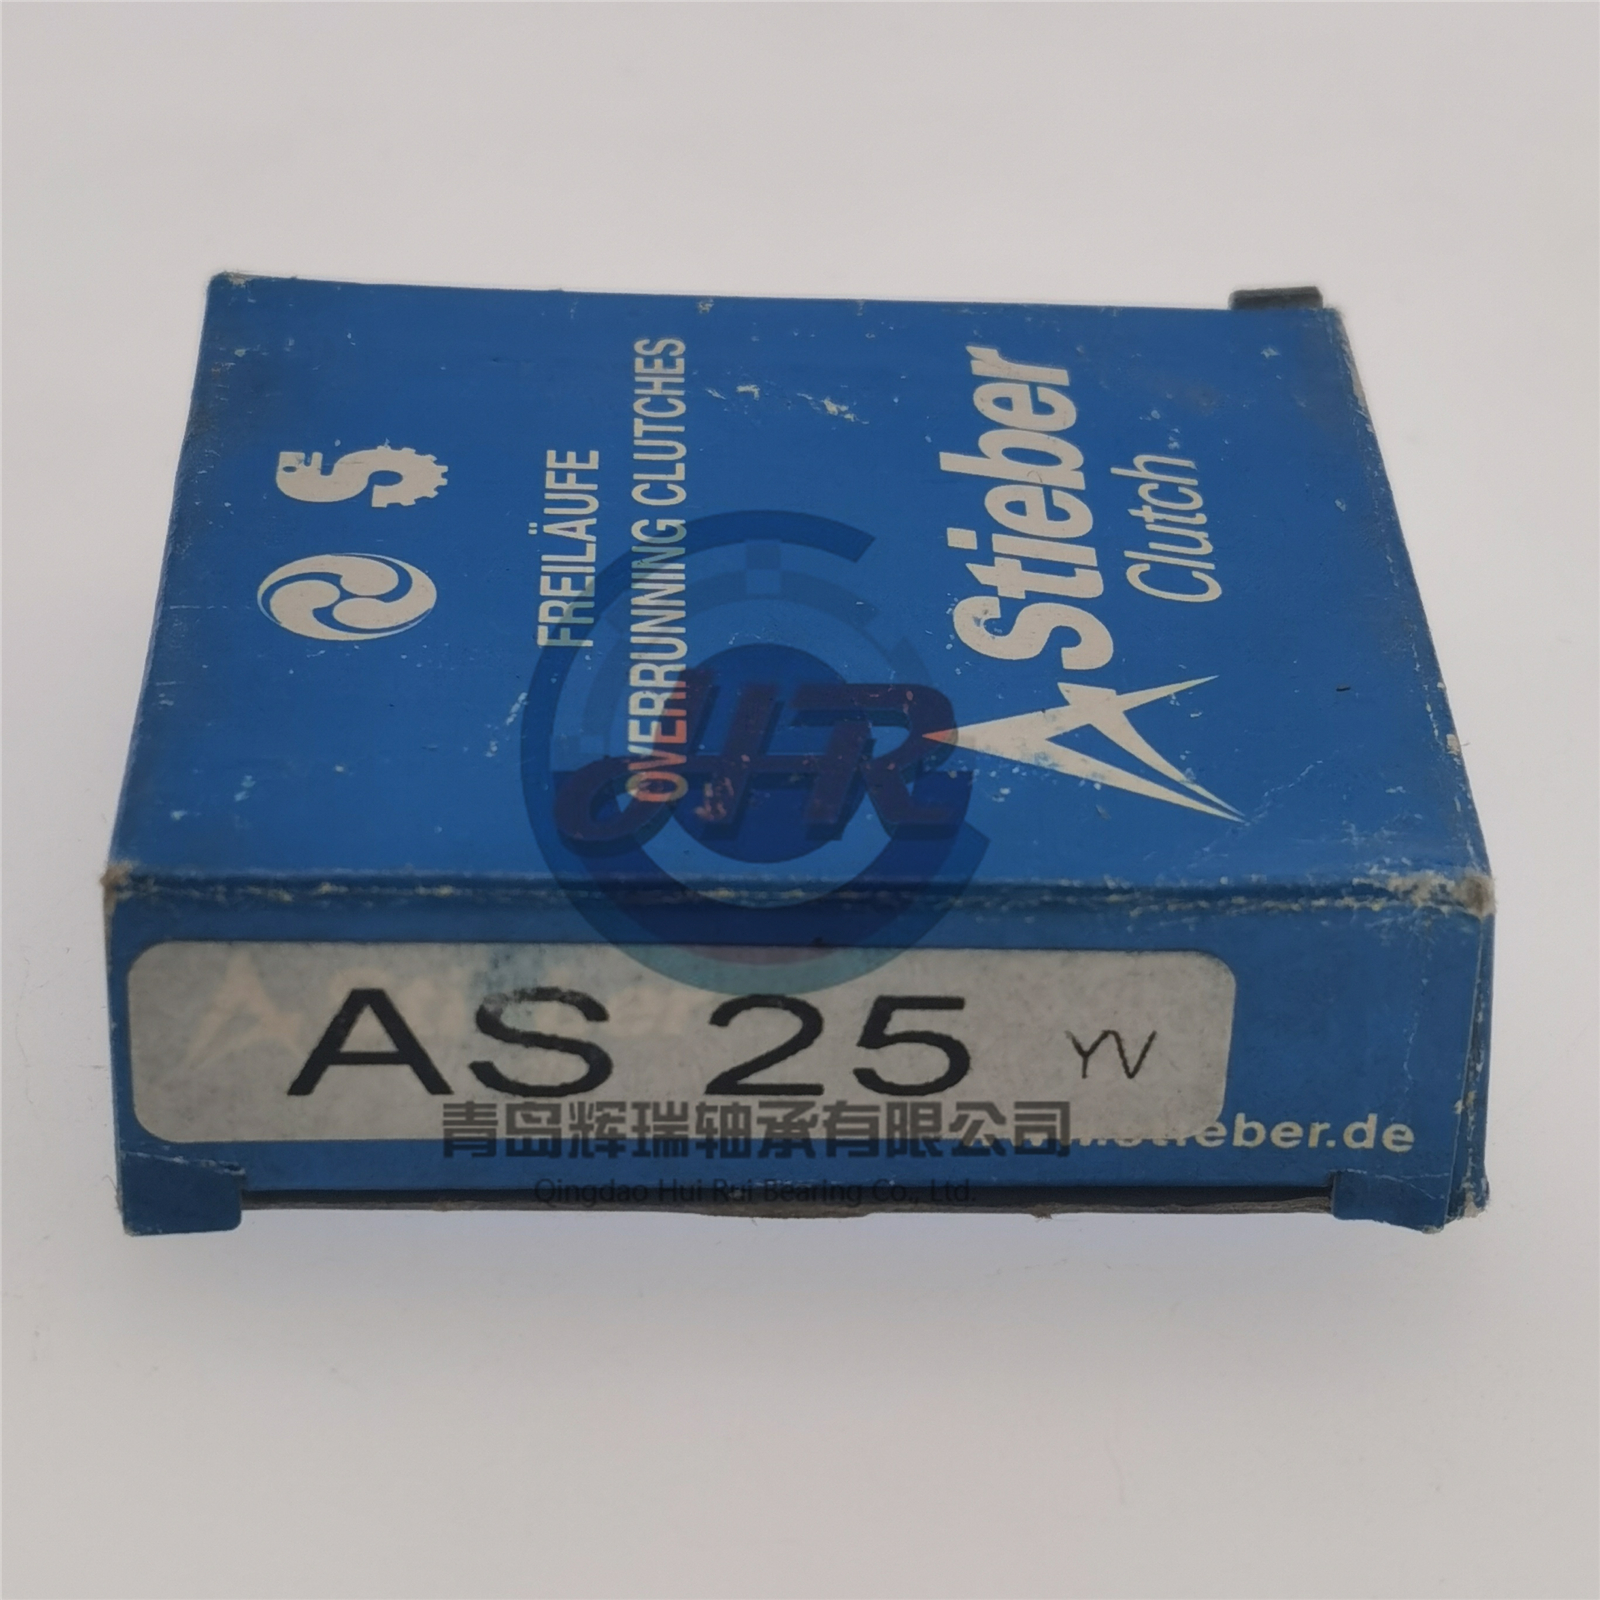 FREILÄUFE
OVERRUNNING CLUTCHES
Stieber
Clutch
HR
AS 25 YV
青岛辉瑞轴承有限公司
Qingdao Hui Rui Bearing Co., Ltd.